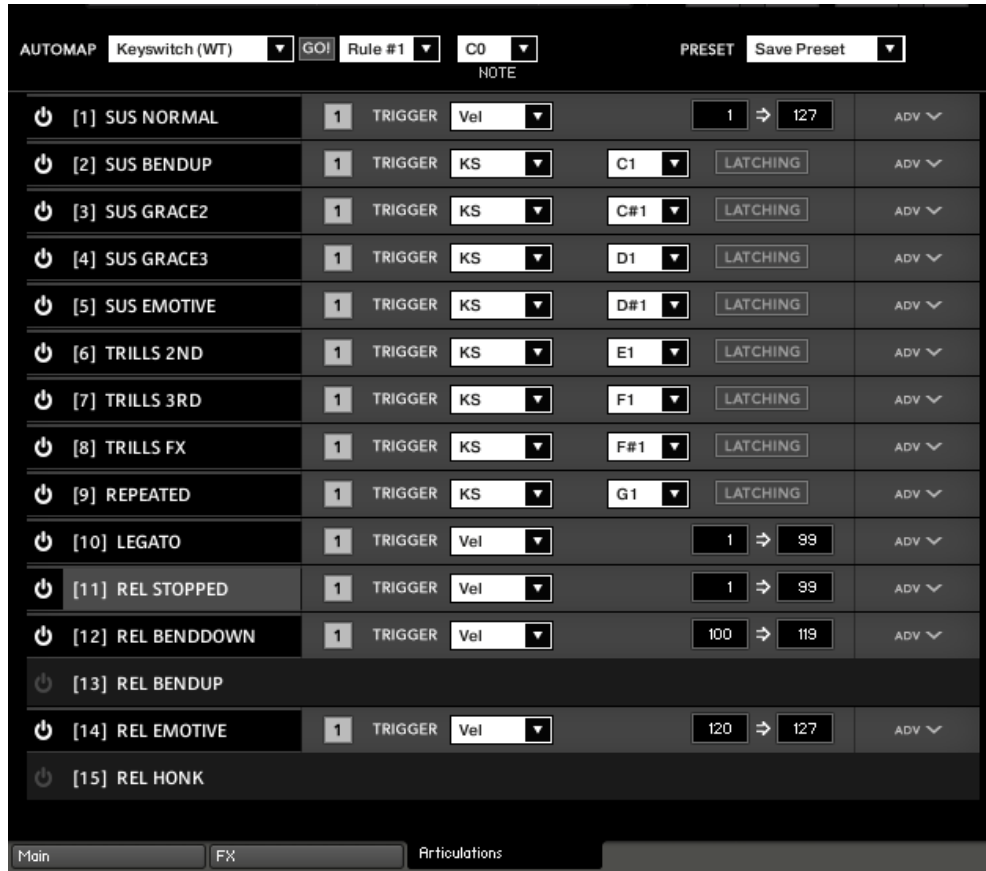 AUTOMAP Keyswitch (WT) GO! Rule #1 C0 PRESET Save Preset
NOTE
[1] SUS NORMAL 1 TRIGGER Vel 1 127 ADV
[2] SUS BENDUP 1 TRIGGER KS C1 LATCHING ADV
[3] SUS GRACE2 1 TRIGGER KS C#1 LATCHING ADV
[4] SUS GRACE3 1 TRIGGER KS D1 LATCHING ADV
[5] SUS EMOTIVE 1 TRIGGER KS D#1 LATCHING ADV
[6] TRILLS 2ND 1 TRIGGER KS E1 LATCHING ADV
[7] TRILLS 3RD 1 TRIGGER KS F1 LATCHING ADV
[8] TRILLS FX 1 TRIGGER KS F#1 LATCHING ADV
[9] REPEATED 1 TRIGGER KS G1 LATCHING ADV
[10] LEGATO 1 TRIGGER Vel 1 99 ADV
[11] REL STOPPED 1 TRIGGER Vel 1 99 ADV
[12] REL BENDDOWN 1 TRIGGER Vel 100 119 ADV
[13] REL BENDUP
[14] REL EMOTIVE 1 TRIGGER Vel 120 127 ADV
[15] REL HONK
Main FX Articulations